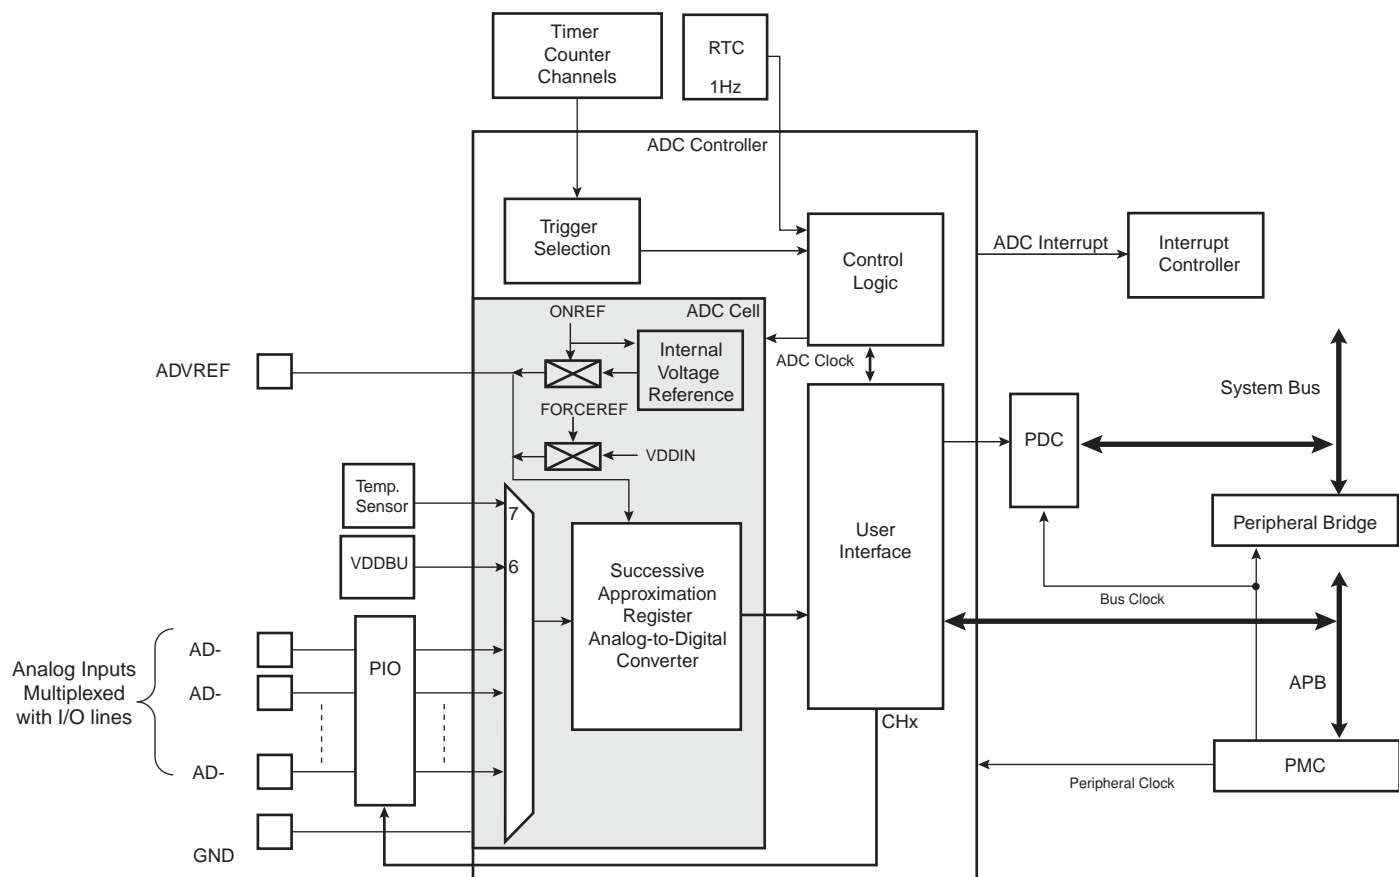 Timer
Counter
Channels
RTC
1Hz
ADC Controller
Trigger
Selection
Control
Logic
ADC Interrupt
Interrupt
Controller
ONREF
ADC Cell
Internal
Voltage
Reference
ADC Clock
ADVREF
FORCEREF
VDDIN
System Bus
PDC
Temp.
Sensor
7
VDDBU
6
Successive
Approximation
Register
Analog-to-Digital
Converter
User
Interface
Peripheral Bridge
Bus Clock
Analog Inputs
Multiplexed
with I/O lines
AD-
AD-
AD-
PIO
CHx
APB
PMC
Peripheral Clock
GND